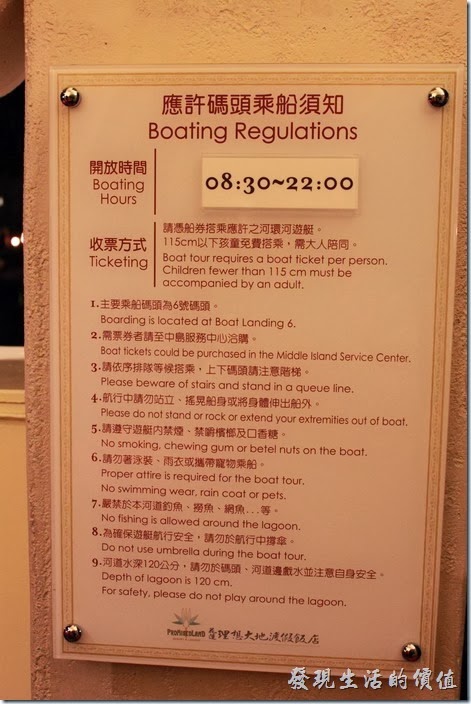 應許碼頭乘船須知
Boating Regulations
開放時間
Boating
Hours
08:30~22:00
收票方式
Ticketing
請憑船券搭乘應許之河環河遊艇。
115cm以下孩童免費搭乘，需大人陪同。
Boat tour requires a boat ticket per person.
Children fewer than 115 cm must be
accompanied by an adult.
1.主要乘船碼頭為6號碼頭。
Boarding is located at Boat Landing 6.
2.需票券者請至中島服務中心洽購。
Boat tickets could be purchased in the Middle Island Service Center.
3.請依序排隊等候搭乘，上下碼頭請注意階梯。
Please beware of stairs and stand in a queue line.
4.航行中請勿站立、搖晃船身或將身體伸出船外。
Please do not stand or rock or extend your extremities out of boat.
5.請遵守遊艇內禁煙、禁嚼檳榔及口香糖。
No smoking, chewing gum or betel nuts on the boat.
6.請勿著泳裝、雨衣或攜帶寵物乘船。
Proper attire is required for the boat tour.
No swimming wear, rain coat or pets.
7.嚴禁於本河道釣魚、撈魚、網魚...等。
No fishing is allowed around the lagoon.
8.為確保遊艇航行安全，請勿於航行中撐傘。
Do not use umbrella during the boat tour.
9.河道水深120公分，請勿於碼頭、河道邊戲水並注意自身安全。
Depth of lagoon is 120 cm.
For safety, please do not play around the lagoon.
PROMISEDLAND
理想大地渡假飯店
發現生活的價值